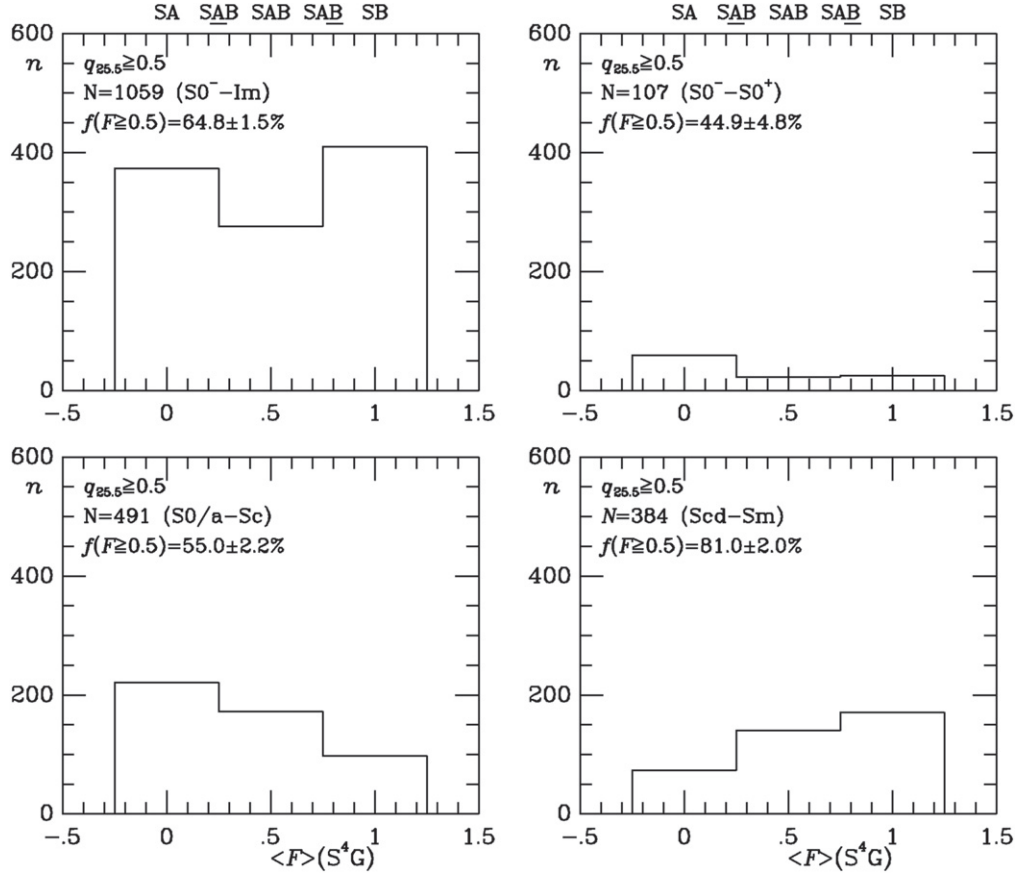 SA SAB SAB SAB SB
600
n
q25.5≧0.5
N=1059 (S0⁻-Im)
f(F≧0.5)=64.8±1.5%
400
200
0
-.5 0 .5 1 1.5
SA SAB SAB SAB SB
600
n
q25.5≧0.5
N=107 (S0⁻-S0⁺)
f(F≧0.5)=44.9±4.8%
400
200
0
-.5 0 .5 1 1.5
600
n
q25.5≧0.5
N=491 (S0/a-Sc)
f(F≧0.5)=55.0±2.2%
400
200
0
-.5 0 .5 1 1.5
<F>(S⁴G)
600
n
q25.5≧0.5
N=384 (Scd-Sm)
f(F≧0.5)=81.0±2.0%
400
200
0
-.5 0 .5 1 1.5
<F>(S⁴G)